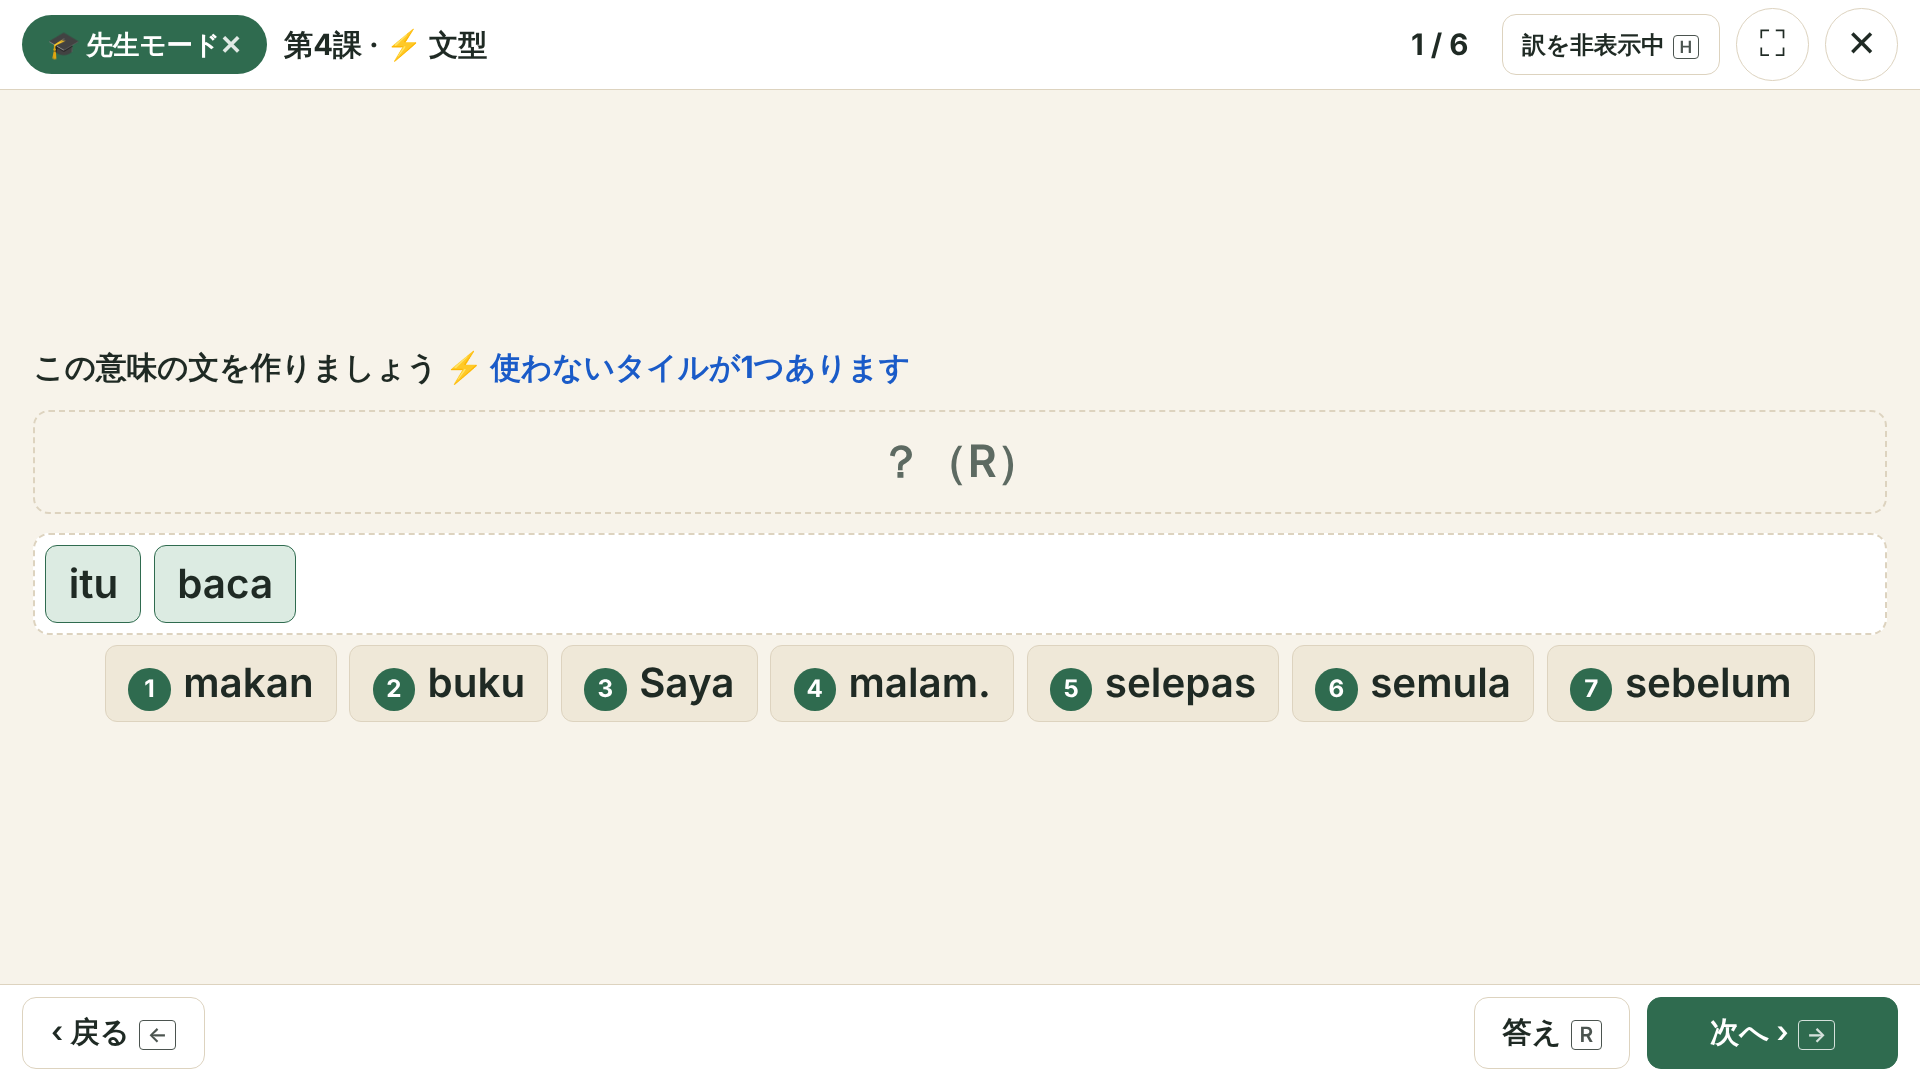 🎓 先生モード✕ 第4課 · ⚡ 文型 1 / 6 訳を非表示中 H ✕
この意味の文を作りましょう ⚡ 使わないタイルが1つあります
？（R）
itu baca
1 makan 2 buku 3 Saya 4 malam. 5 selepas 6 semula 7 sebelum
‹ 戻る ← 答え R 次へ › →